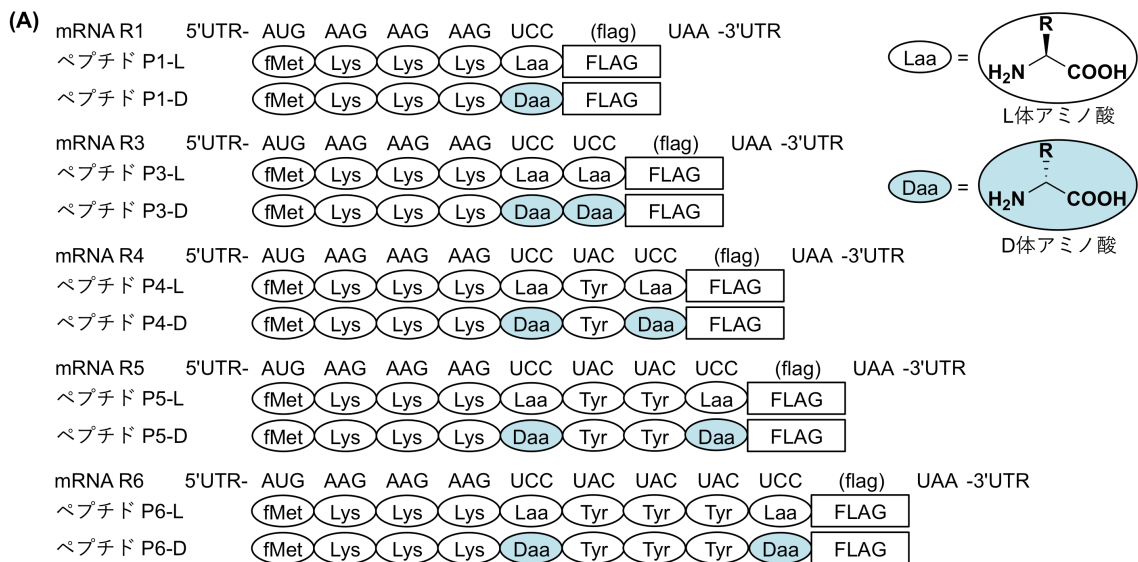 (A)
mRNA R1 5'UTR- AUG AAG AAG AAG UCC (flag) UAA -3'UTR
ペプチド P1-L fMet Lys Lys Lys Laa FLAG
ペプチド P1-D fMet Lys Lys Lys Daa FLAG
mRNA R3 5'UTR- AUG AAG AAG AAG UCC UCC (flag) UAA -3'UTR
ペプチド P3-L fMet Lys Lys Lys Laa Laa FLAG
ペプチド P3-D fMet Lys Lys Lys Daa Daa FLAG
mRNA R4 5'UTR- AUG AAG AAG AAG UCC UAC UCC (flag) UAA -3'UTR
ペプチド P4-L fMet Lys Lys Lys Laa Tyr Laa FLAG
ペプチド P4-D fMet Lys Lys Lys Daa Tyr Daa FLAG
mRNA R5 5'UTR- AUG AAG AAG AAG UCC UAC UAC UCC (flag) UAA -3'UTR
ペプチド P5-L fMet Lys Lys Lys Laa Tyr Tyr Laa FLAG
ペプチド P5-D fMet Lys Lys Lys Daa Tyr Tyr Daa FLAG
mRNA R6 5'UTR- AUG AAG AAG AAG UCC UAC UAC UAC UCC (flag) UAA -3'UTR
ペプチド P6-L fMet Lys Lys Lys Laa Tyr Tyr Tyr Laa FLAG
ペプチド P6-D fMet Lys Lys Lys Daa Tyr Tyr Tyr Daa FLAG
R
Laa = H₂N COOH
L体アミノ酸
R
Daa = H₂N COOH
D体アミノ酸